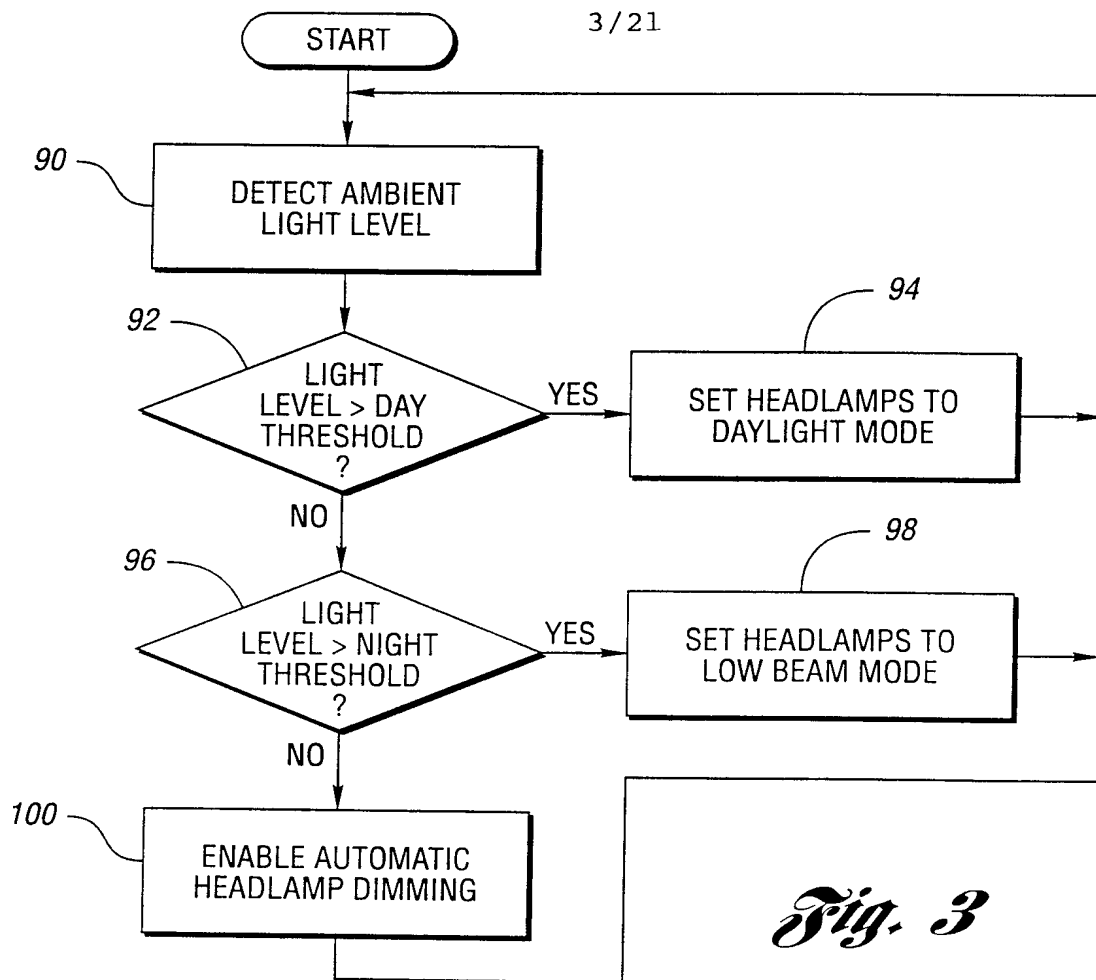 3/21
START
90
DETECT AMBIENT
LIGHT LEVEL
92
LIGHT
LEVEL > DAY
THRESHOLD
?
YES
94
SET HEADLAMPS TO
DAYLIGHT MODE
NO
96
LIGHT
LEVEL > NIGHT
THRESHOLD
?
YES
98
SET HEADLAMPS TO
LOW BEAM MODE
NO
100
ENABLE AUTOMATIC
HEADLAMP DIMMING
Fig. 3